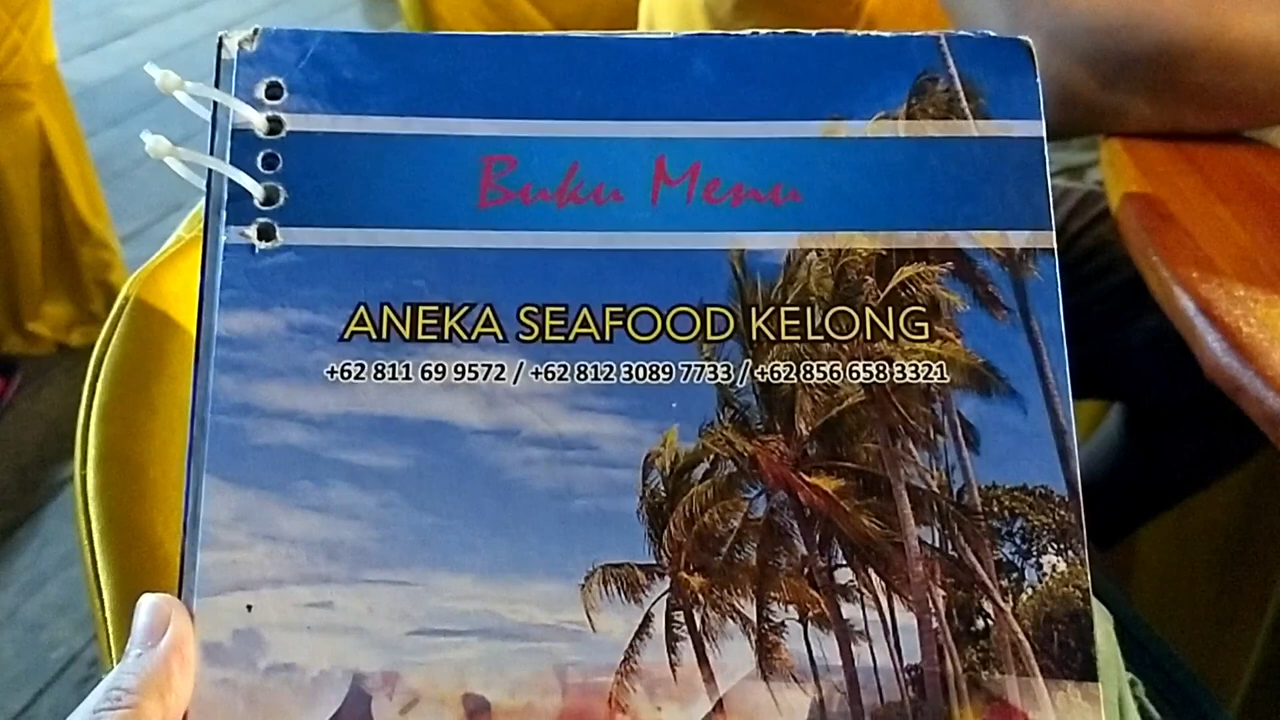 Buku Menu
ANEKA SEAFOOD KELONG
+62 811 69 9572 / +62 812 3089 7733 / +62 856 658 3321